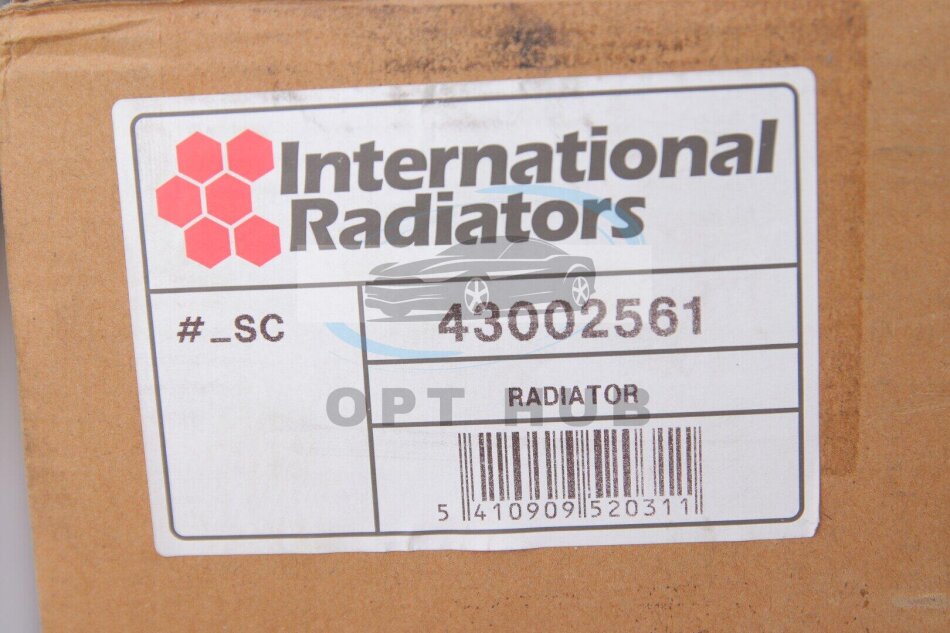 International
Radiators
#_SC
43002561
RADIATOR
OPT HUB
5 410909 520311